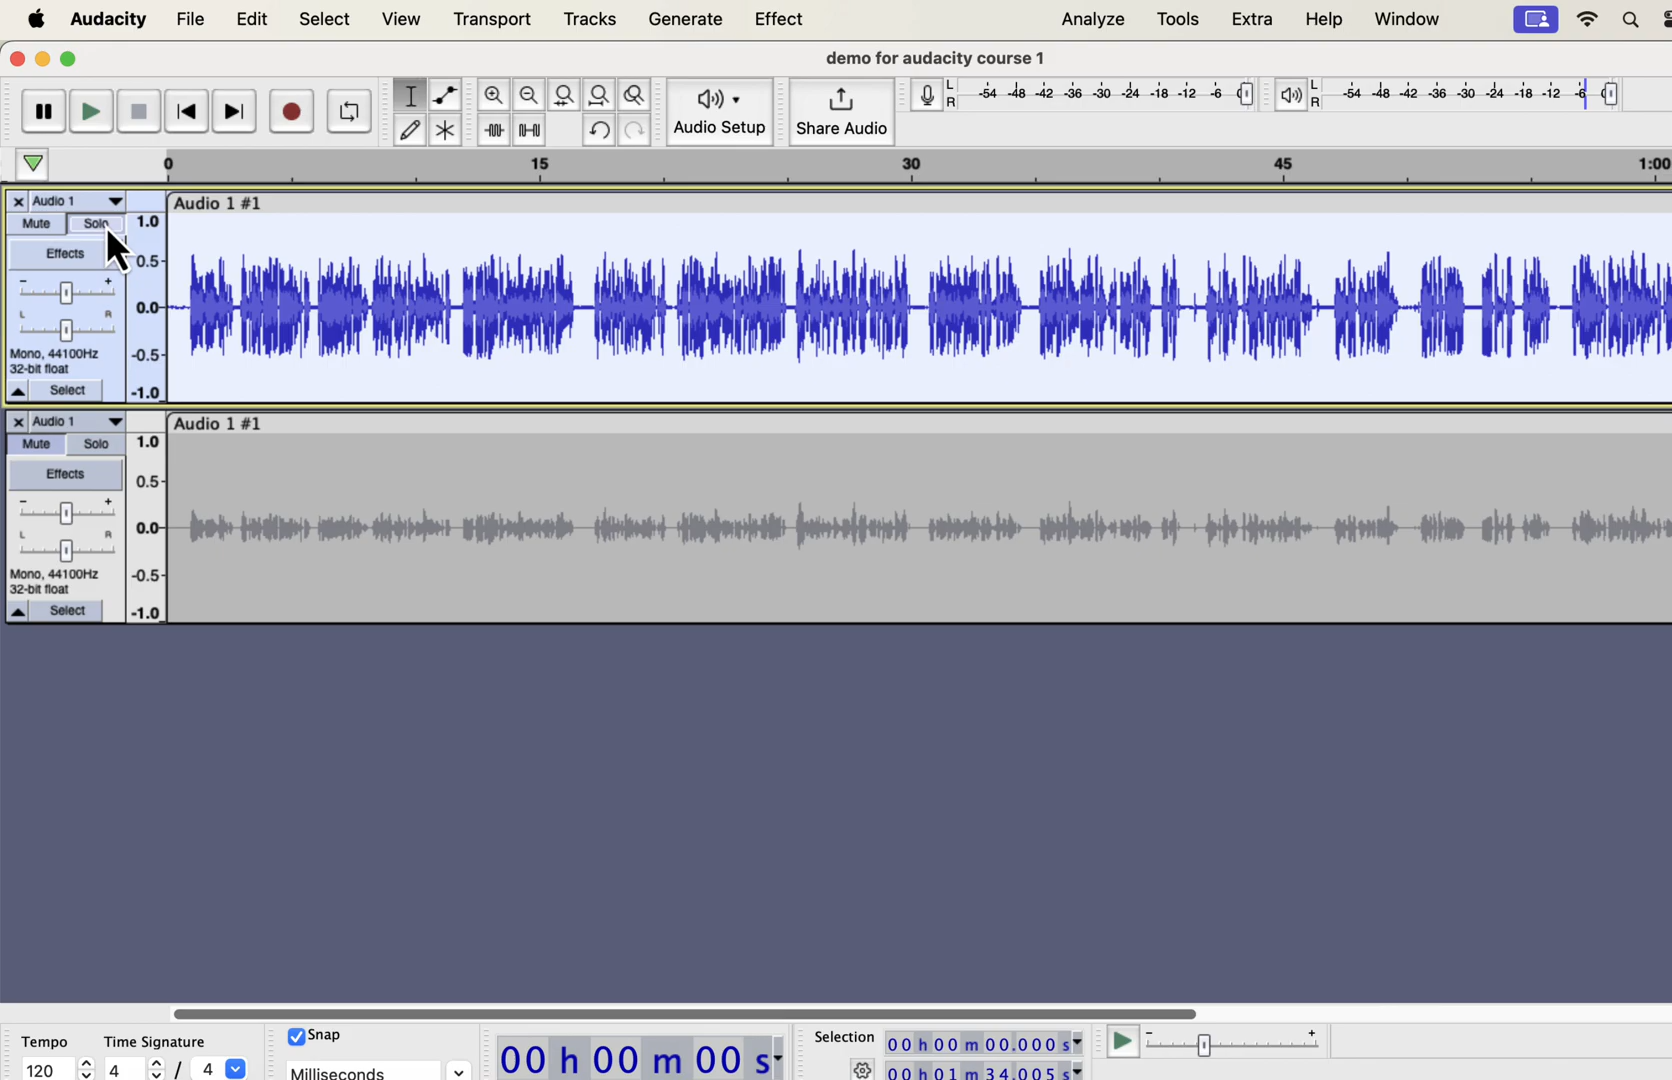 Audacity File Edit Select View Transport Tracks Generate Effect Analyze Tools Extra Help Window
demo for audacity course 1
Audio Setup
Share Audio
L
R
-54 -48 -42 -36 -30 -24 -18 -12 -6 0
L
R
-54 -48 -42 -36 -30 -24 -18 -12 -6 0
0 15 30 45 1:00
Audio 1
Audio 1 #1
Mute Solo
Effects
- +
L R
Mono, 44100Hz
32-bit float
Select
1.0
0.5
0.0
-0.5
-1.0
Audio 1
Audio 1 #1
Mute Solo
Effects
- +
L R
Mono, 44100Hz
32-bit float
Select
1.0
0.5
0.0
-0.5
-1.0
Tempo
120
Time Signature
4 / 4
Snap
Milliseconds
00 h 00 m 00 s
Selection
00 h 00 m 00.000 s
00 h 01 m 34.005 s
- +